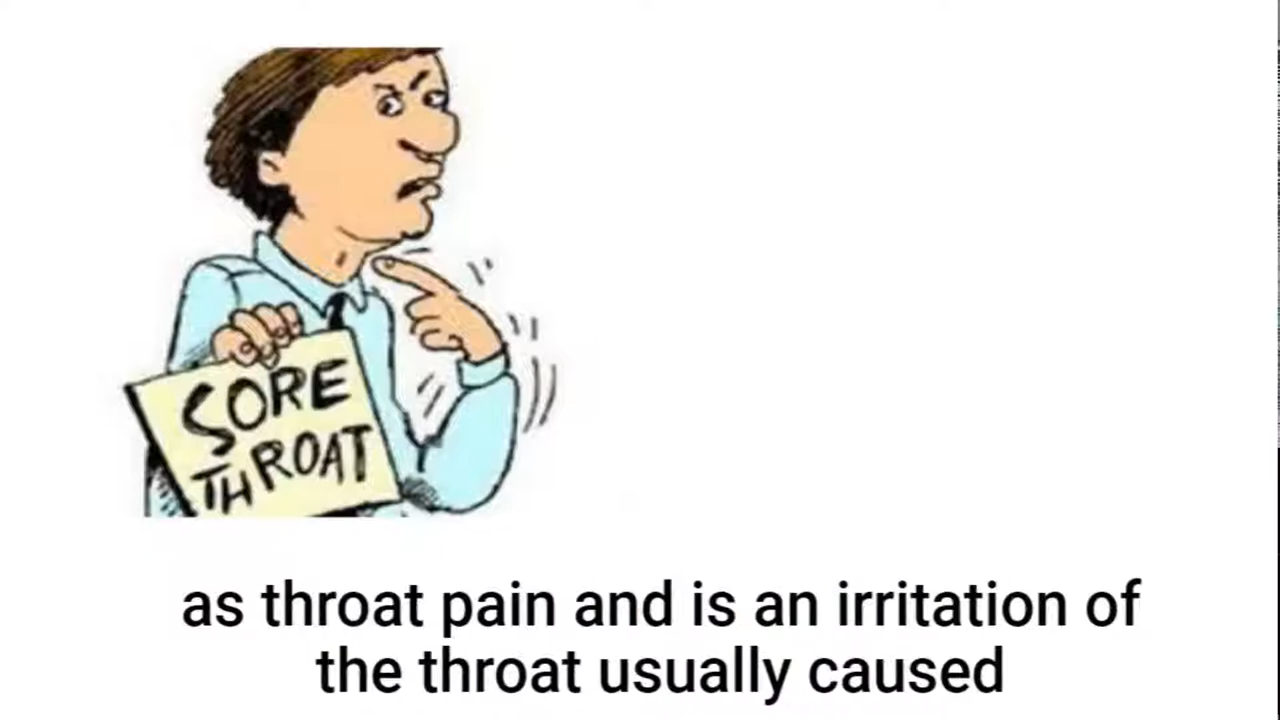 SORE
THROAT
as throat pain and is an irritation of
the throat usually caused